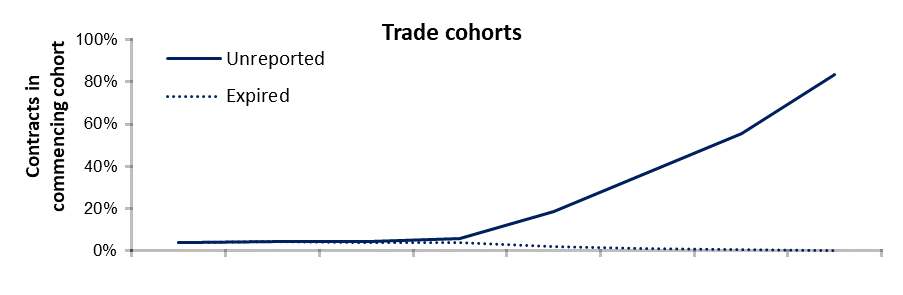 Trade cohorts
Contracts in
commencing cohort
100%
80%
60%
40%
20%
0%
Unreported
Expired